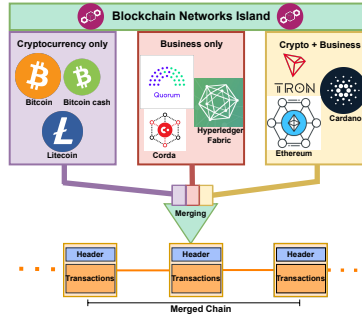 Blockchain Networks Island
Cryptocurrency only
Bitcoin
Bitcoin cash
Litecoin
Business only
Quorum
Hyperledger
Fabric
Corda
Crypto + Business
TRON
Cardano
Ethereum
Merging
Header
Transactions
Header
Transactions
Header
Transactions
Merged Chain